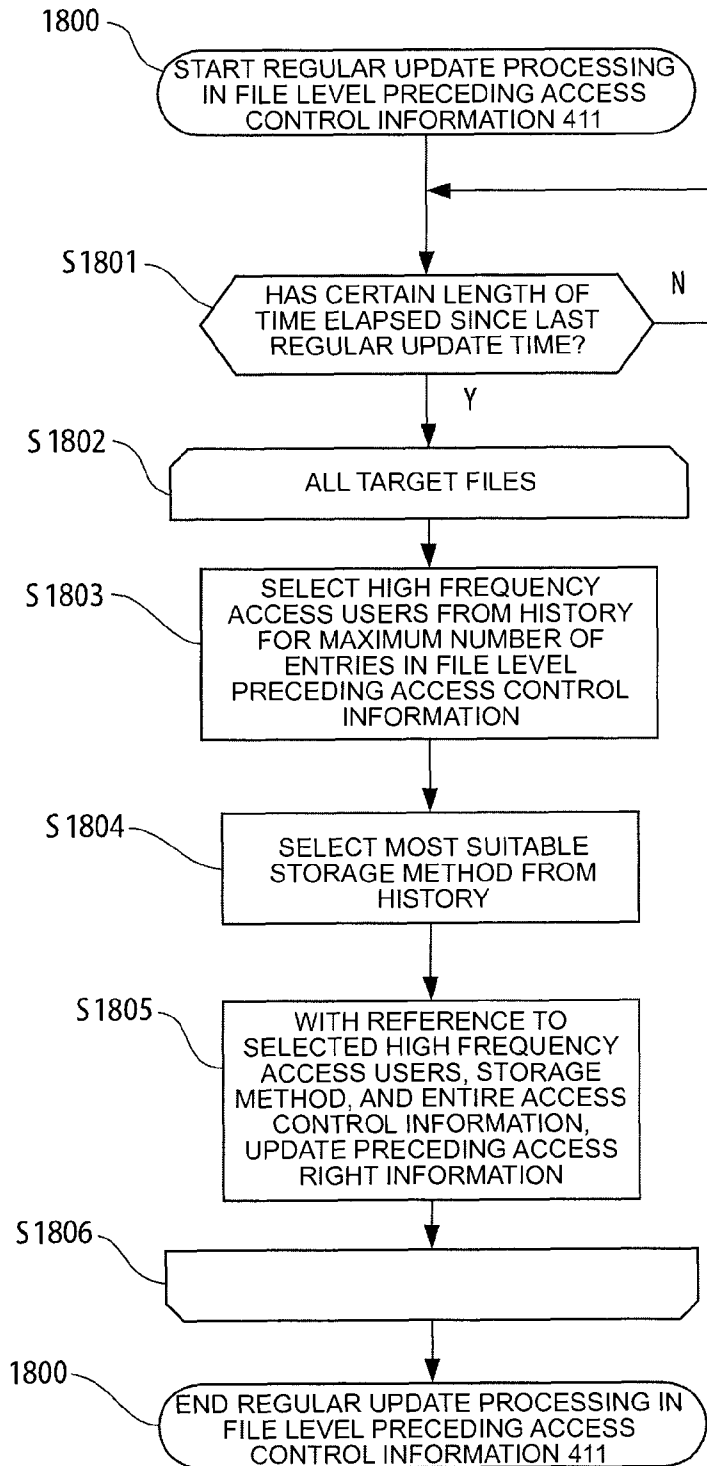 1800
START REGULAR UPDATE PROCESSING
IN FILE LEVEL PRECEDING ACCESS
CONTROL INFORMATION 411
S1801
HAS CERTAIN LENGTH OF
TIME ELAPSED SINCE LAST
REGULAR UPDATE TIME?
N
Y
S1802
ALL TARGET FILES
S1803
SELECT HIGH FREQUENCY
ACCESS USERS FROM HISTORY
FOR MAXIMUM NUMBER OF
ENTRIES IN FILE LEVEL
PRECEDING ACCESS CONTROL
INFORMATION
S1804
SELECT MOST SUITABLE
STORAGE METHOD FROM
HISTORY
S1805
WITH REFERENCE TO
SELECTED HIGH FREQUENCY
ACCESS USERS, STORAGE
METHOD, AND ENTIRE ACCESS
CONTROL INFORMATION,
UPDATE PRECEDING ACCESS
RIGHT INFORMATION
S1806
1800
END REGULAR UPDATE PROCESSING IN
FILE LEVEL PRECEDING ACCESS
CONTROL INFORMATION 411